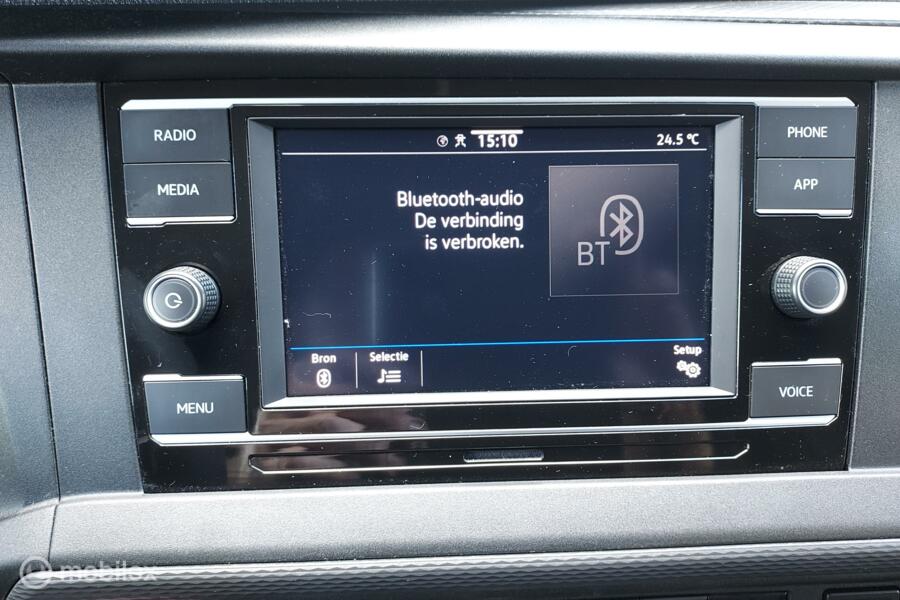 RADIO
MEDIA
MENU
15:10
24.5 °C
Bluetooth-audio
De verbinding
is verbroken.
BT
Bron
Selectie
Setup
PHONE
APP
VOICE
mobilox